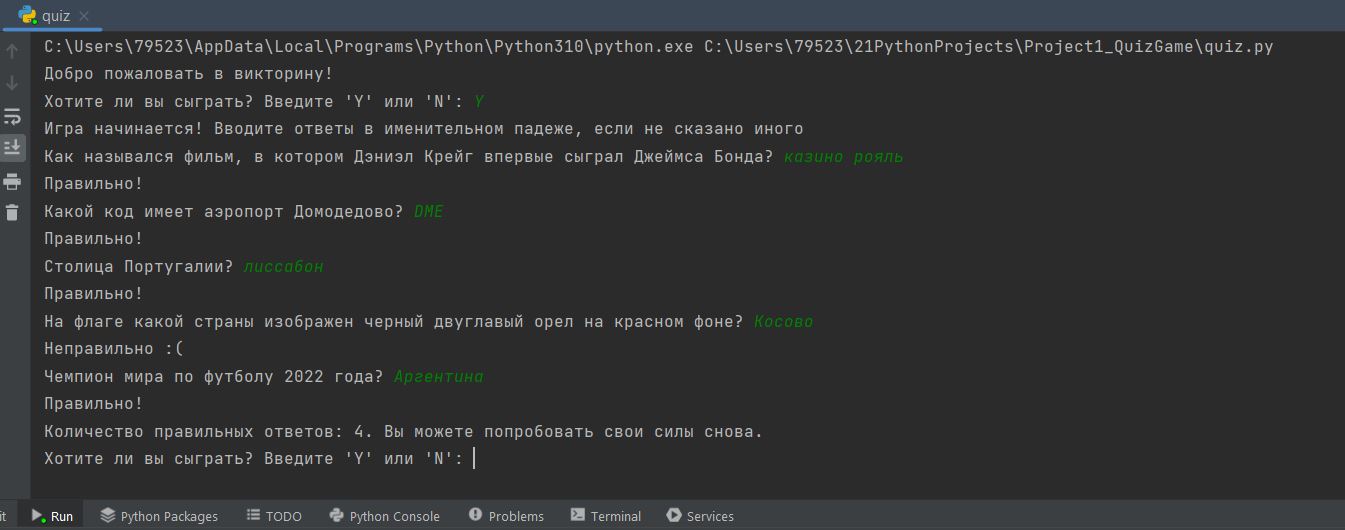 quiz
C:\Users\79523\AppData\Local\Programs\Python\Python310\python.exe C:\Users\79523\21PythonProjects\Project1_QuizGame\quiz.py
Добро пожаловать в викторину!
Хотите ли вы сыграть? Введите 'Y' или 'N': Y
Игра начинается! Вводите ответы в именительном падеже, если не сказано иного
Как назывался фильм, в котором Дэниэл Крейг впервые сыграл Джеймса Бонда? казино рояль
Правильно!
Какой код имеет аэропорт Домодедово? DME
Правильно!
Столица Португалии? лиссабон
Правильно!
На флаге какой страны изображен черный двуглавый орел на красном фоне? Косово
Неправильно :(
Чемпион мира по футболу 2022 года? Аргентина
Правильно!
Количество правильных ответов: 4. Вы можете попробовать свои силы снова.
Хотите ли вы сыграть? Введите 'Y' или 'N':
it Run Python Packages TODO Python Console Problems Terminal Services